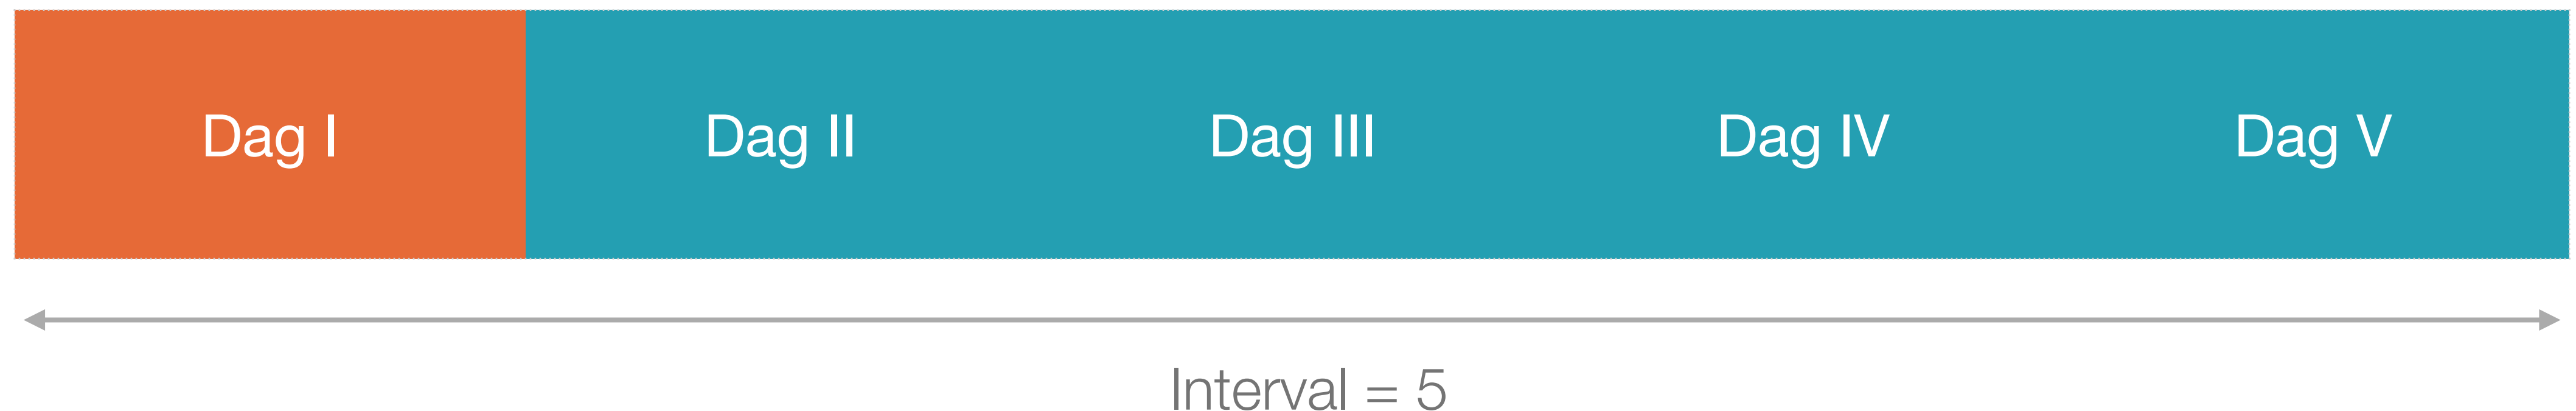 Dag I Dag II Dag III Dag IV Dag V
Interval = 5